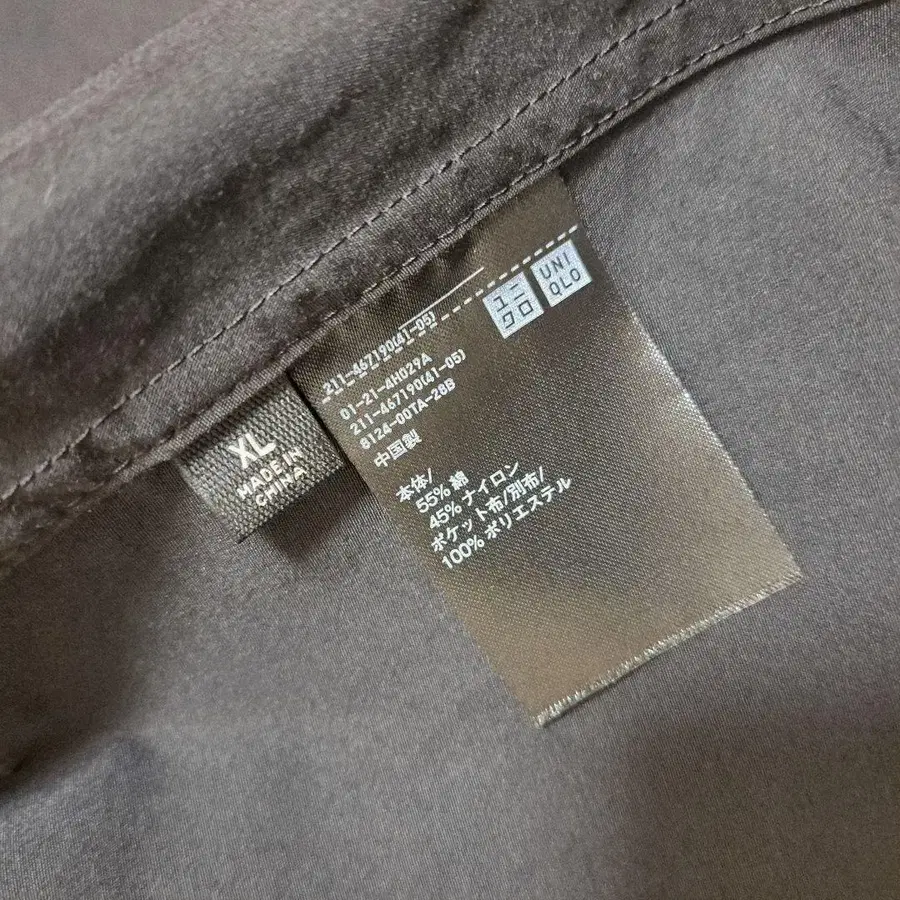 XL
MADE IN
CHINA
ユニ
クロ
UNI
QLO
211-467190(41-05)
01-21-4H029A
211-467190(41-05)
8124-00TA-28B
中国製
本体/
55% 綿
45% ナイロン
ポケット布/別布/
100% ポリエステル